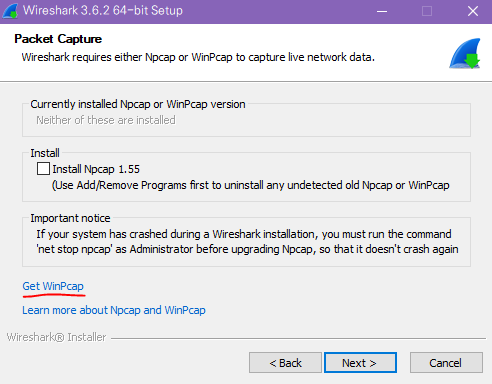 Wireshark 3.6.2 64-bit Setup
Packet Capture
Wireshark requires either Npcap or WinPcap to capture live network data.
Currently installed Npcap or WinPcap version
Neither of these are installed
Install
Install Npcap 1.55
(Use Add/Remove Programs first to uninstall any undetected old Npcap or WinPcap
Important notice
If your system has crashed during a Wireshark installation, you must run the command
'net stop npcap' as Administrator before upgrading Npcap, so that it doesn't crash again
Get WinPcap
Learn more about Npcap and WinPcap
Wireshark® Installer
< Back
Next >
Cancel